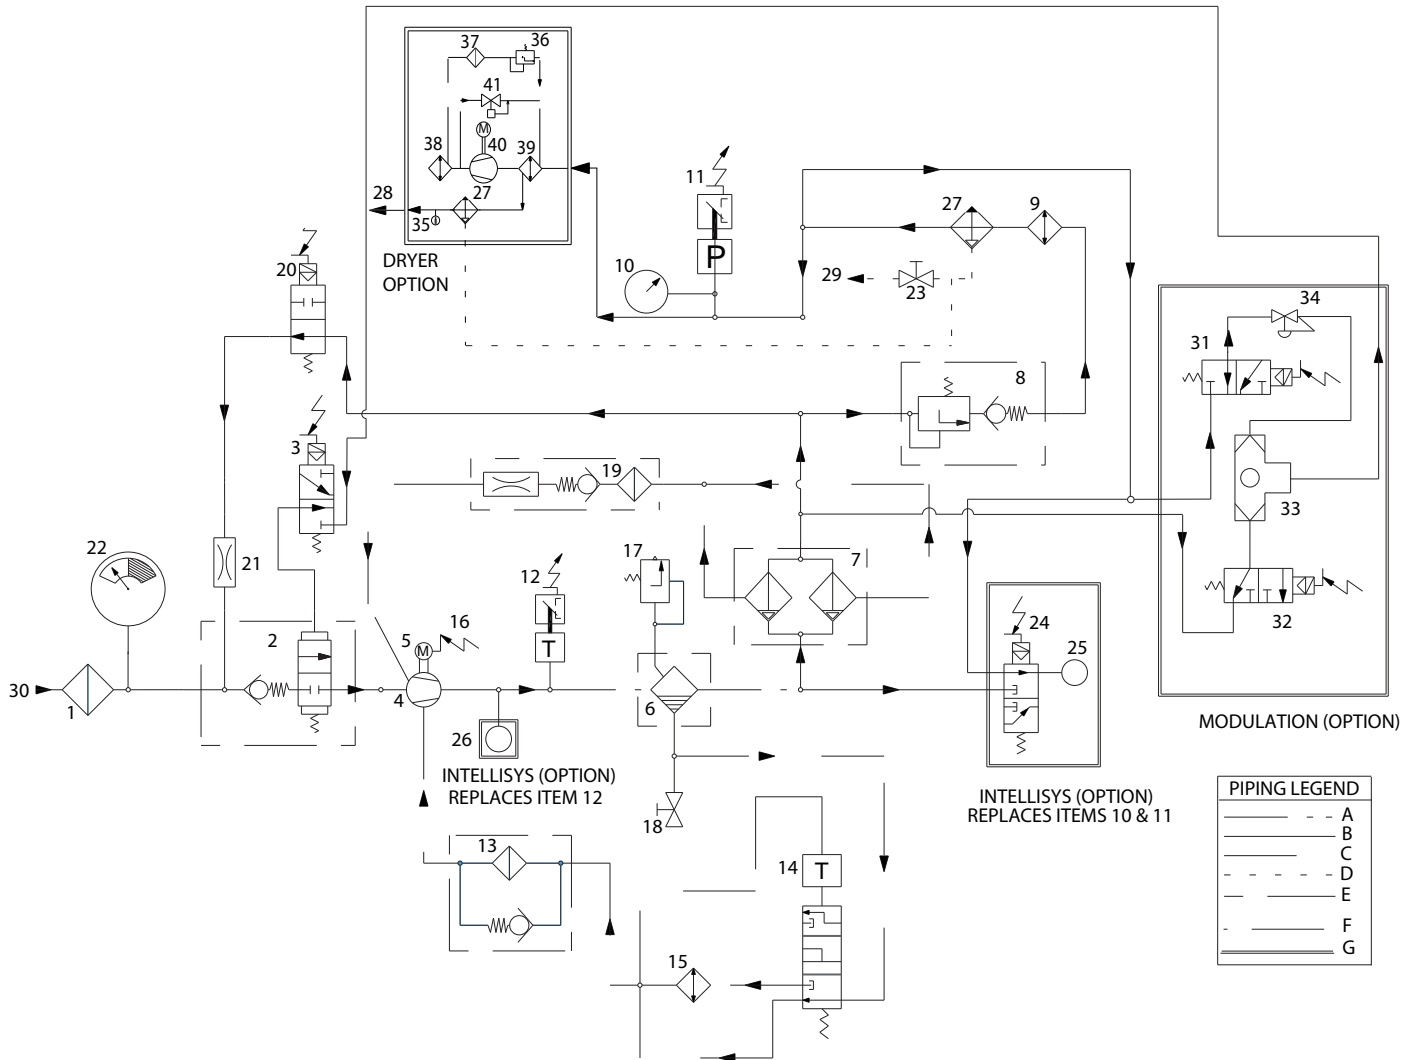 37
36
41
M
38
40
39
28
27
35
DRYER
OPTION
11
P
10
27
9
29
23
20
34
31
8
3
19
33
22
21
17
7
12
T
32
2
5
M
16
24
25
30
1
4
6
26
MODULATION (OPTION)
INTELLISYS (OPTION)
REPLACES ITEM 12
INTELLISYS (OPTION)
REPLACES ITEMS 10 & 11
18
13
14
T
15
PIPING LEGEND
A
B
C
D
E
F
G